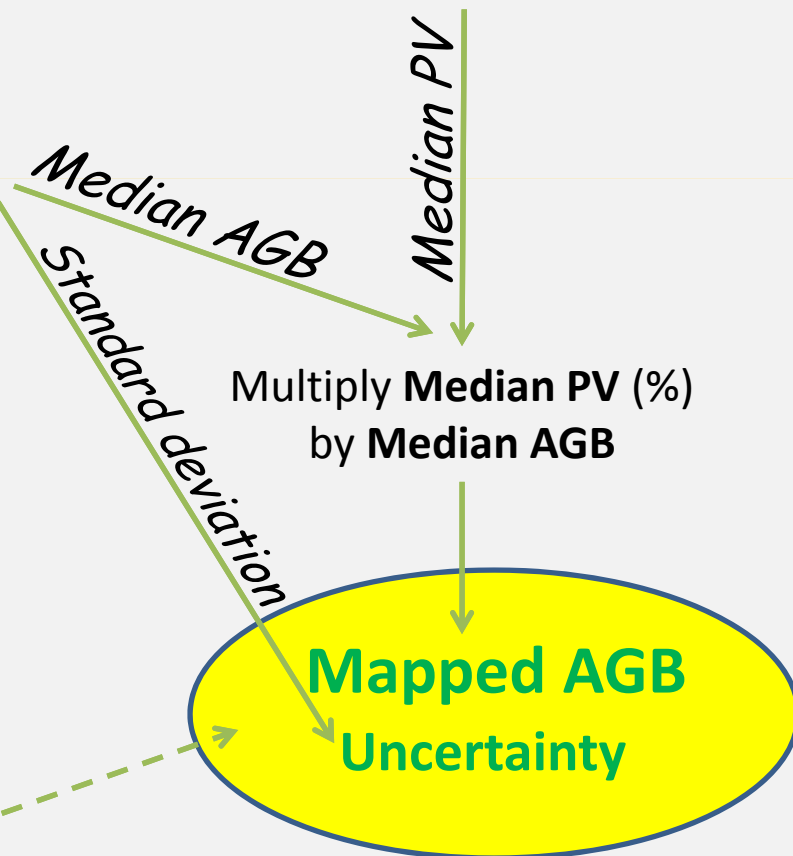 Median PV
Median AGB
Standard deviation
Multiply Median PV (%)
by Median AGB
Mapped AGB
Uncertainty